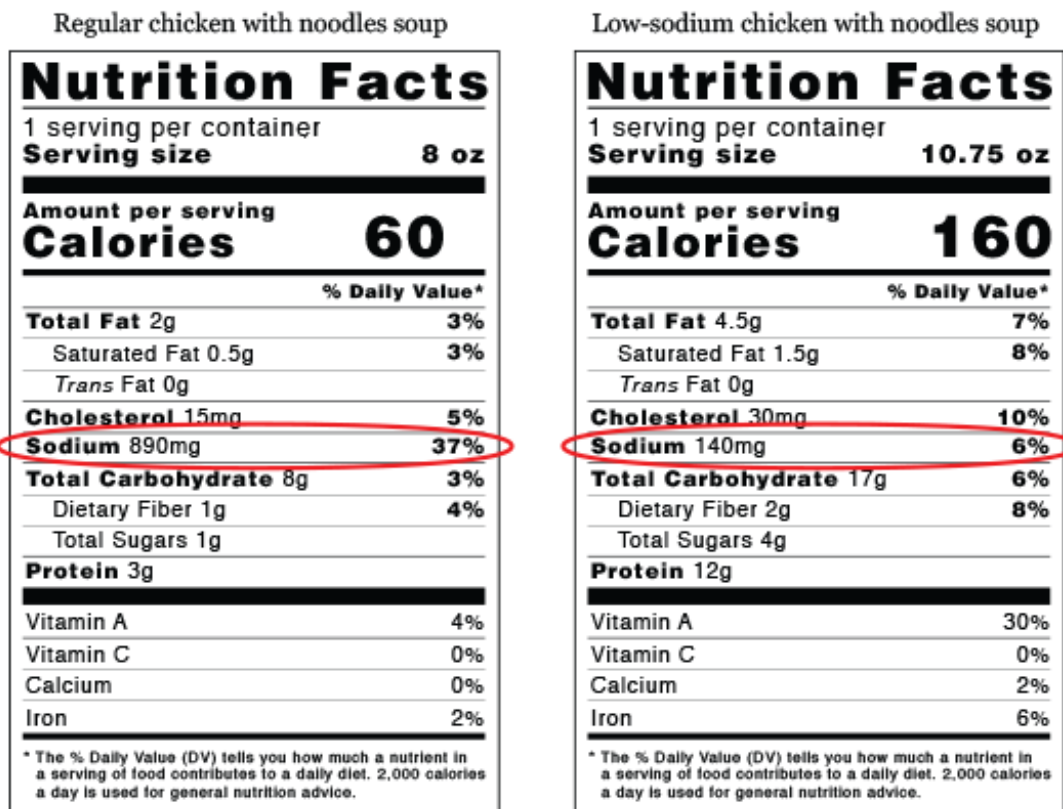 Regular chicken with noodles soup
Nutrition Facts
1 serving per container
Serving size 8 oz
Amount per serving
Calories 60
% Daily Value*
Total Fat 2g 3%
Saturated Fat 0.5g 3%
Trans Fat 0g
Cholesterol 15mg 5%
Sodium 890mg 37%
Total Carbohydrate 8g 3%
Dietary Fiber 1g 4%
Total Sugars 1g
Protein 3g
Vitamin A 4%
Vitamin C 0%
Calcium 0%
Iron 2%
* The % Daily Value (DV) tells you how much a nutrient in
a serving of food contributes to a daily diet. 2,000 calories
a day is used for general nutrition advice.
Low-sodium chicken with noodles soup
Nutrition Facts
1 serving per container
Serving size 10.75 oz
Amount per serving
Calories 160
% Daily Value*
Total Fat 4.5g 7%
Saturated Fat 1.5g 8%
Trans Fat 0g
Cholesterol 30mg 10%
Sodium 140mg 6%
Total Carbohydrate 17g 6%
Dietary Fiber 2g 8%
Total Sugars 4g
Protein 12g
Vitamin A 30%
Vitamin C 0%
Calcium 2%
Iron 6%
* The % Daily Value (DV) tells you how much a nutrient in
a serving of food contributes to a daily diet. 2,000 calories
a day is used for general nutrition advice.